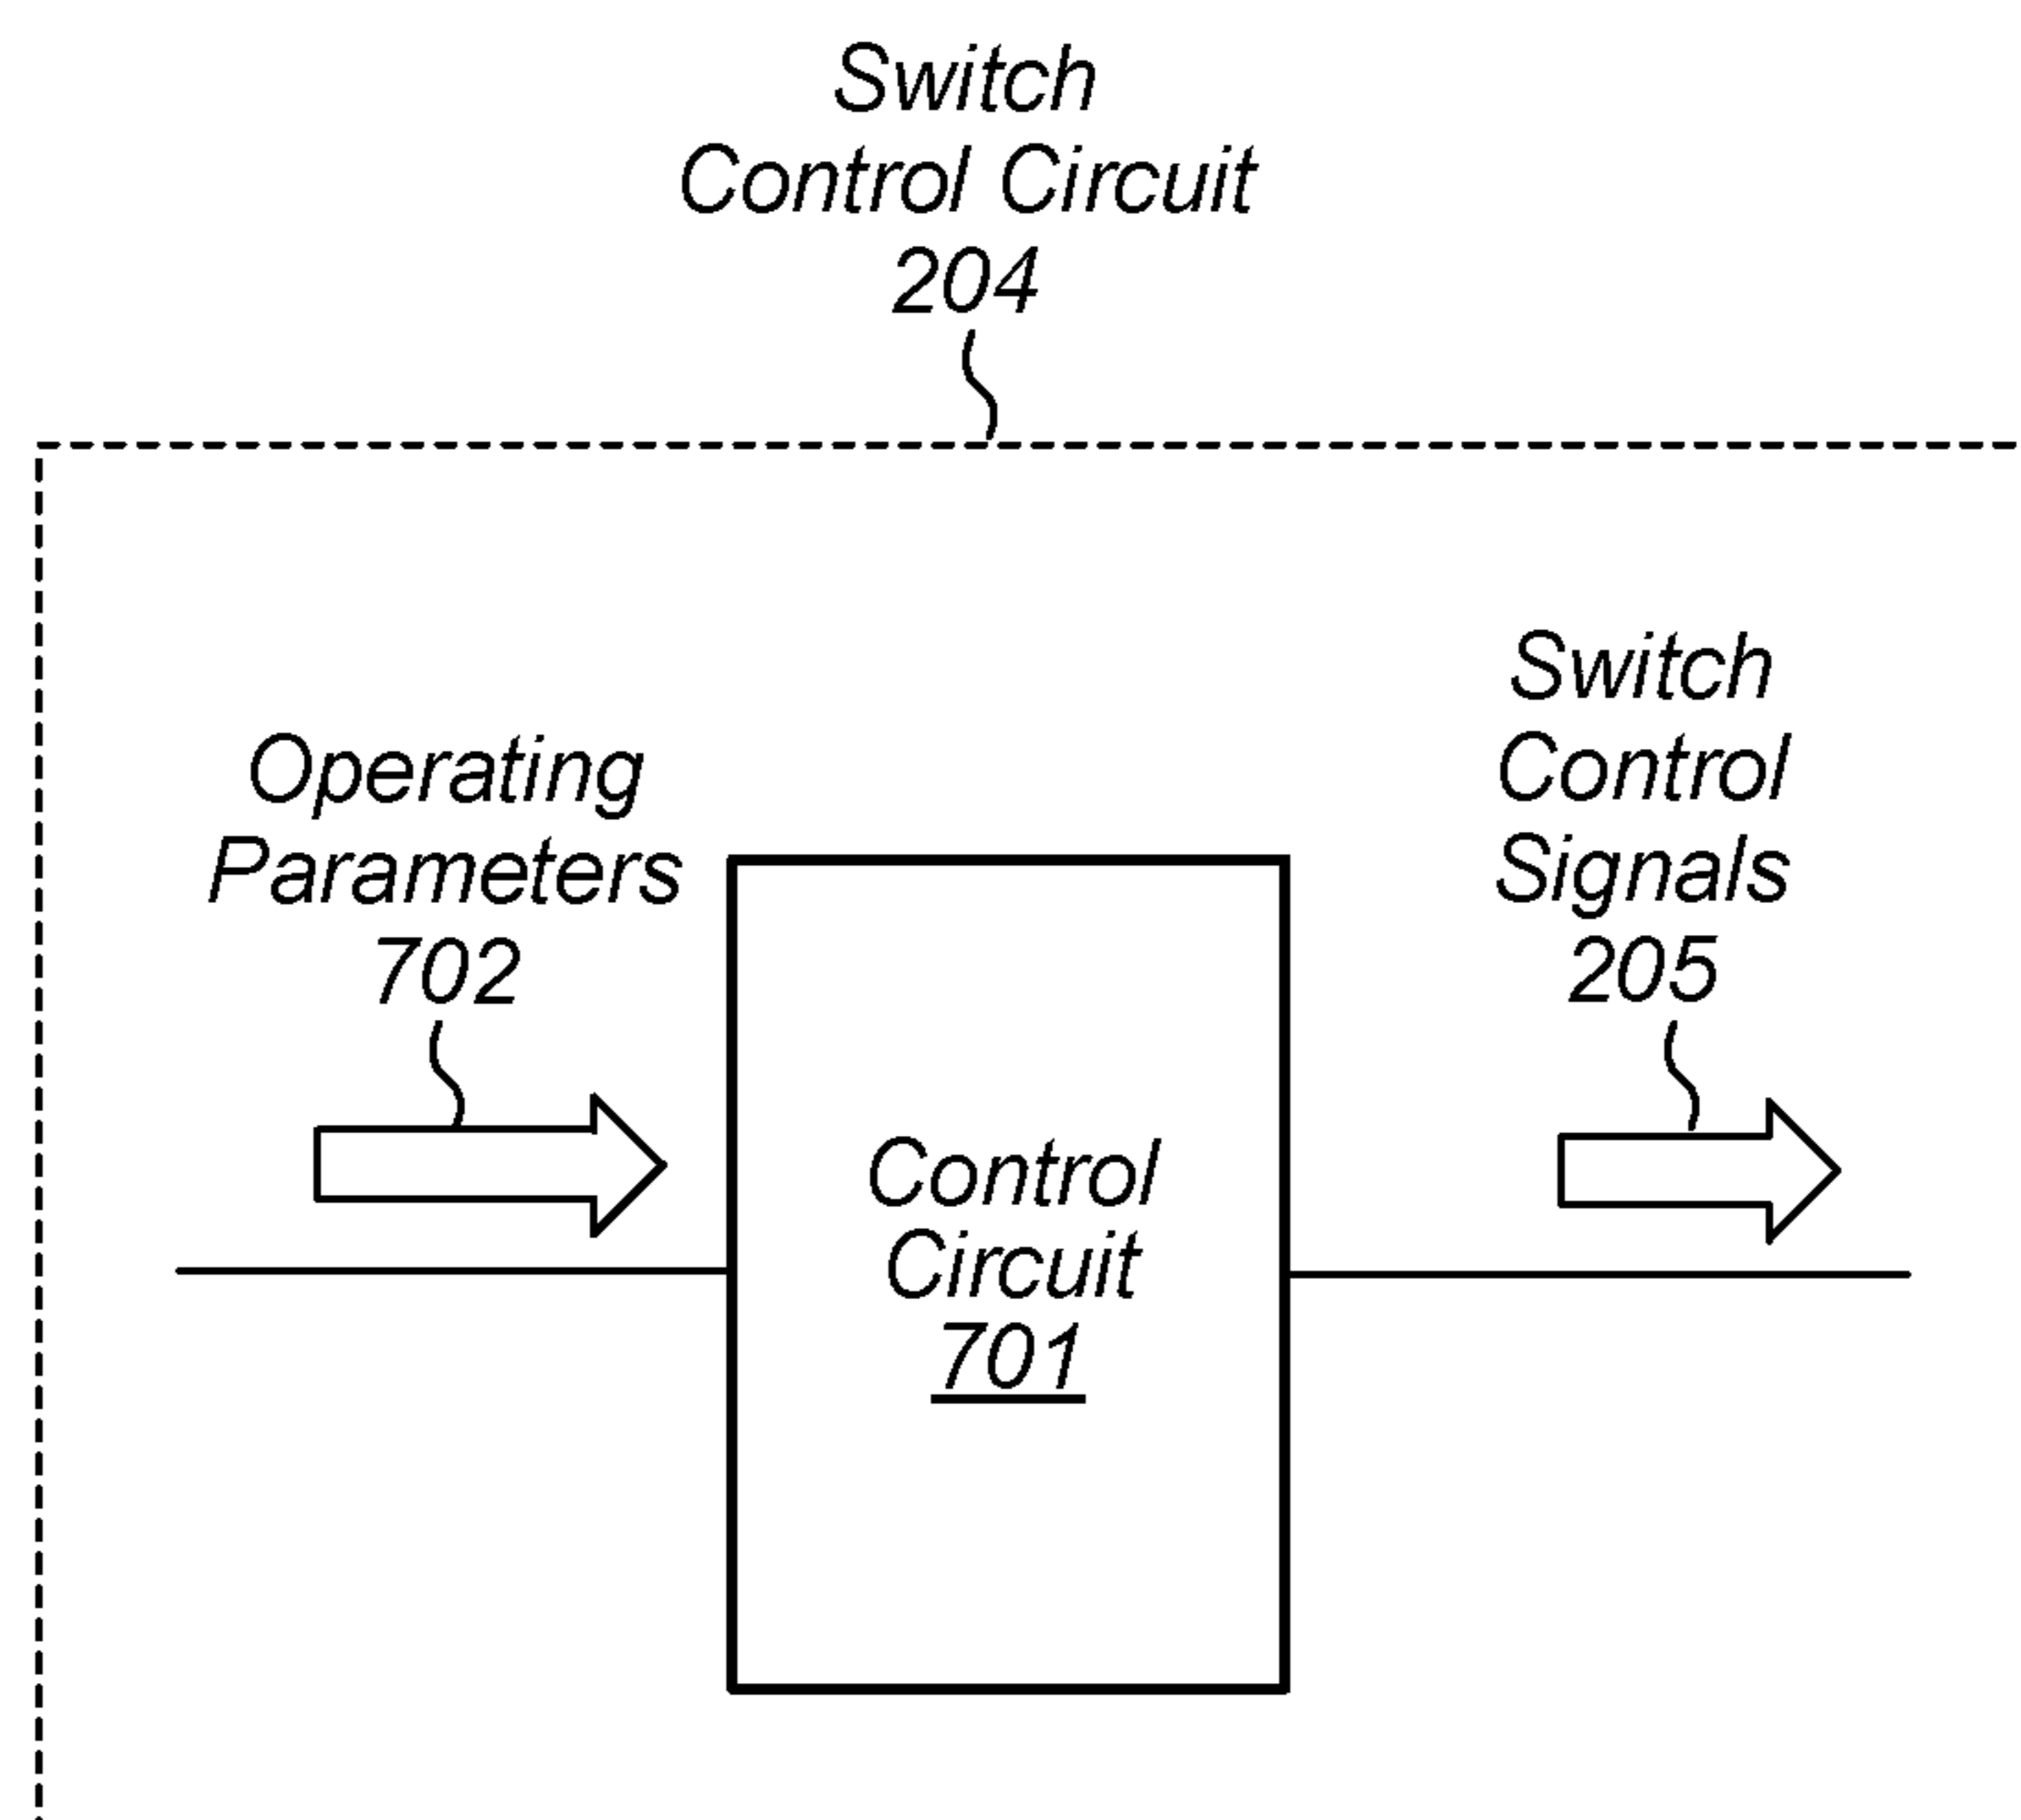 Switch
Control Circuit
204
Operating
Parameters
702
Switch
Control
Signals
205
Control
Circuit
701